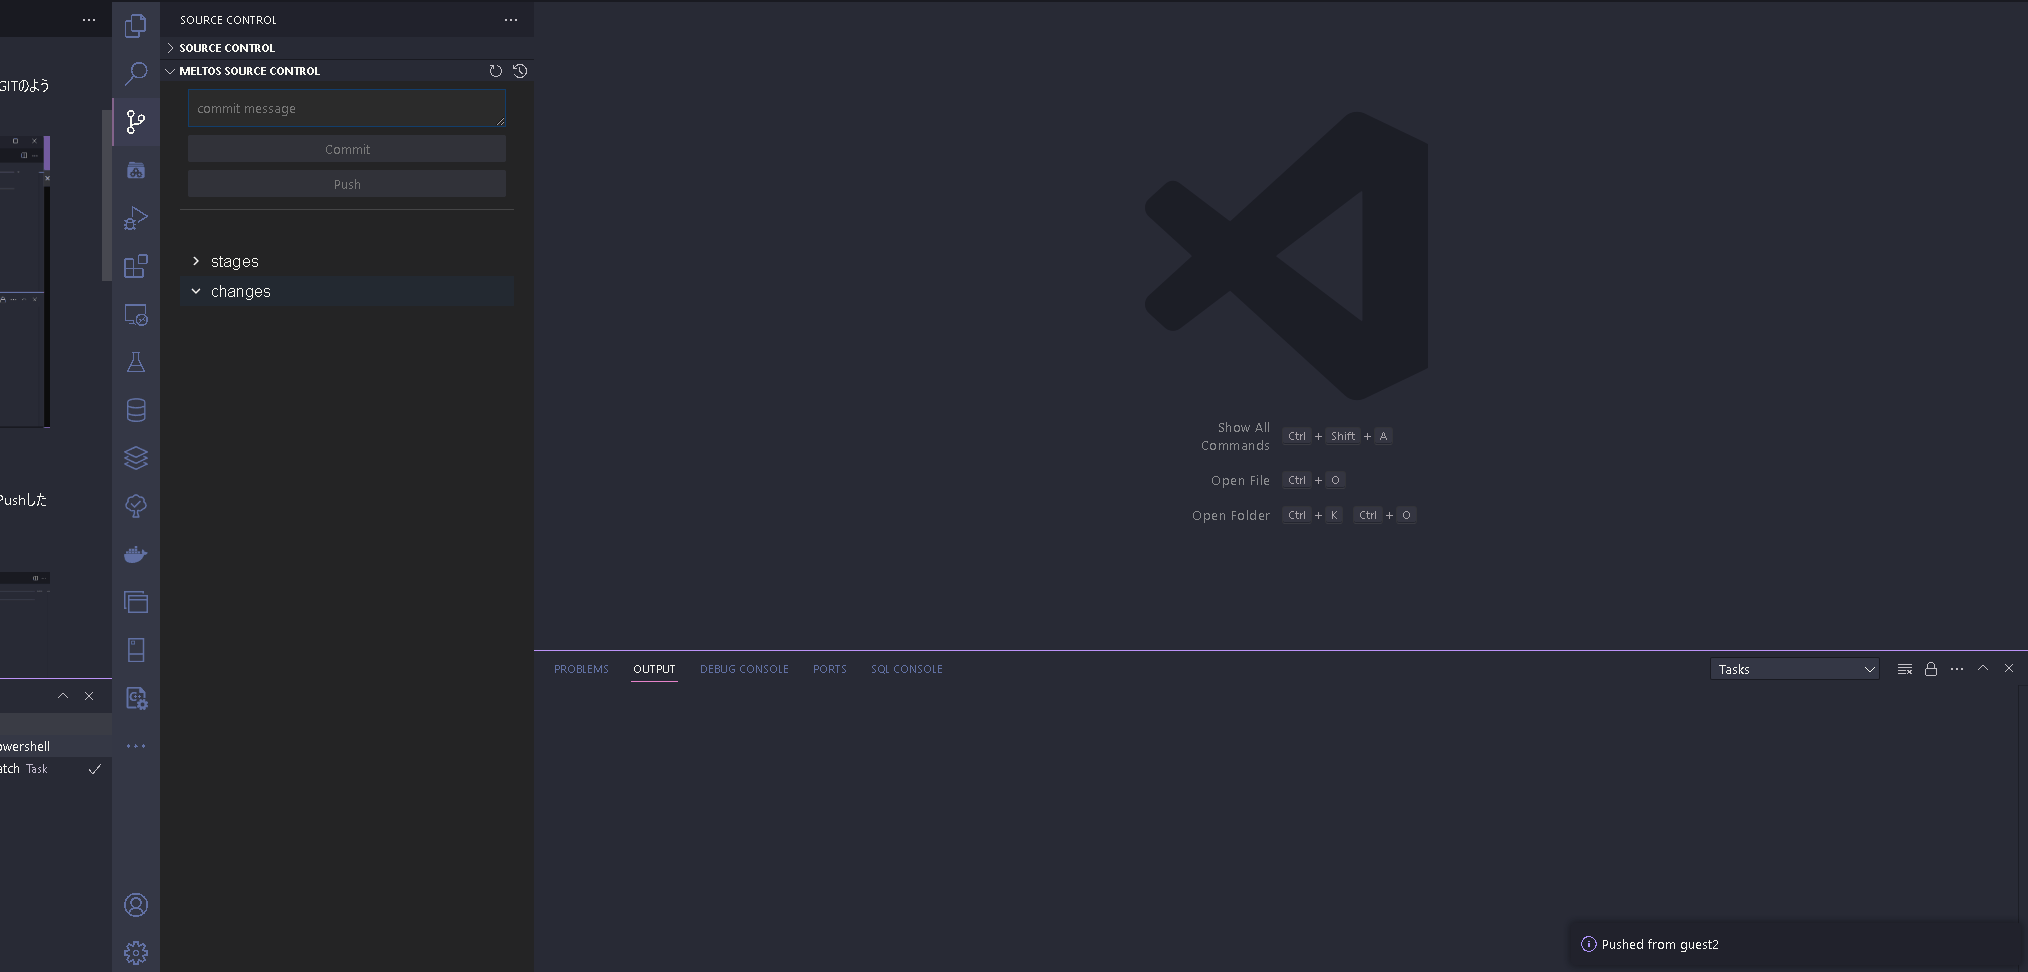 GITのよう
Pushした
owershell
atch Task
SOURCE CONTROL
SOURCE CONTROL
MELTOS SOURCE CONTROL
commit message
Commit
Push
stages
changes
Show All Commands Ctrl + Shift + A
Open File Ctrl + O
Open Folder Ctrl + K Ctrl + O
PROBLEMS OUTPUT DEBUG CONSOLE PORTS SQL CONSOLE Tasks
Pushed from guest2